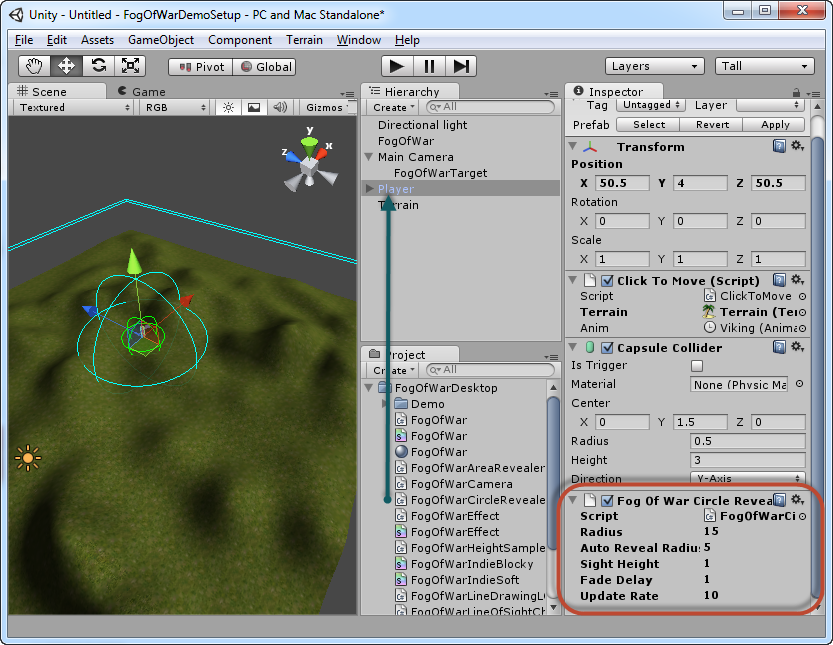 Unity - Untitled - FogOfWarDemoSetup - PC and Mac Standalone*
File Edit Assets GameObject Component Terrain Window Help
Pivot Global Layers Tall
Scene Game
Textured RGB Gizmos
y
x
z
Hierarchy
Create All
Directional light
FogOfWar
Main Camera
FogOfWarTarget
Player
Terrain
Project
Create All
FogOfWarDesktop
Demo
FogOfWar
FogOfWar
FogOfWar
FogOfWarAreaRevealer
FogOfWarCamera
FogOfWarCircleReveale
FogOfWarEffect
FogOfWarEffect
FogOfWarHeightSample
FogOfWarIndieBlocky
FogOfWarIndieSoft
FogOfWarLineDrawingL
FogOfWarLineOfSightCh
Inspector
Tag Untagged Layer
Prefab Select Revert Apply
Transform
Position
X 50.5 Y 4 Z 50.5
Rotation
X 0 Y 0 Z 0
Scale
X 1 Y 1 Z 1
Click To Move (Script)
Script ClickToMove
Terrain Terrain (Ter
Anim Viking (Anima
Capsule Collider
Is Trigger
Material None (Physic Ma
Center
X 0 Y 1.5 Z 0
Radius 0.5
Height 3
Direction Y-Axis
Fog Of War Circle Revea
Script FogOfWarCi
Radius 15
Auto Reveal Radiu: 5
Sight Height 1
Fade Delay 1
Update Rate 10